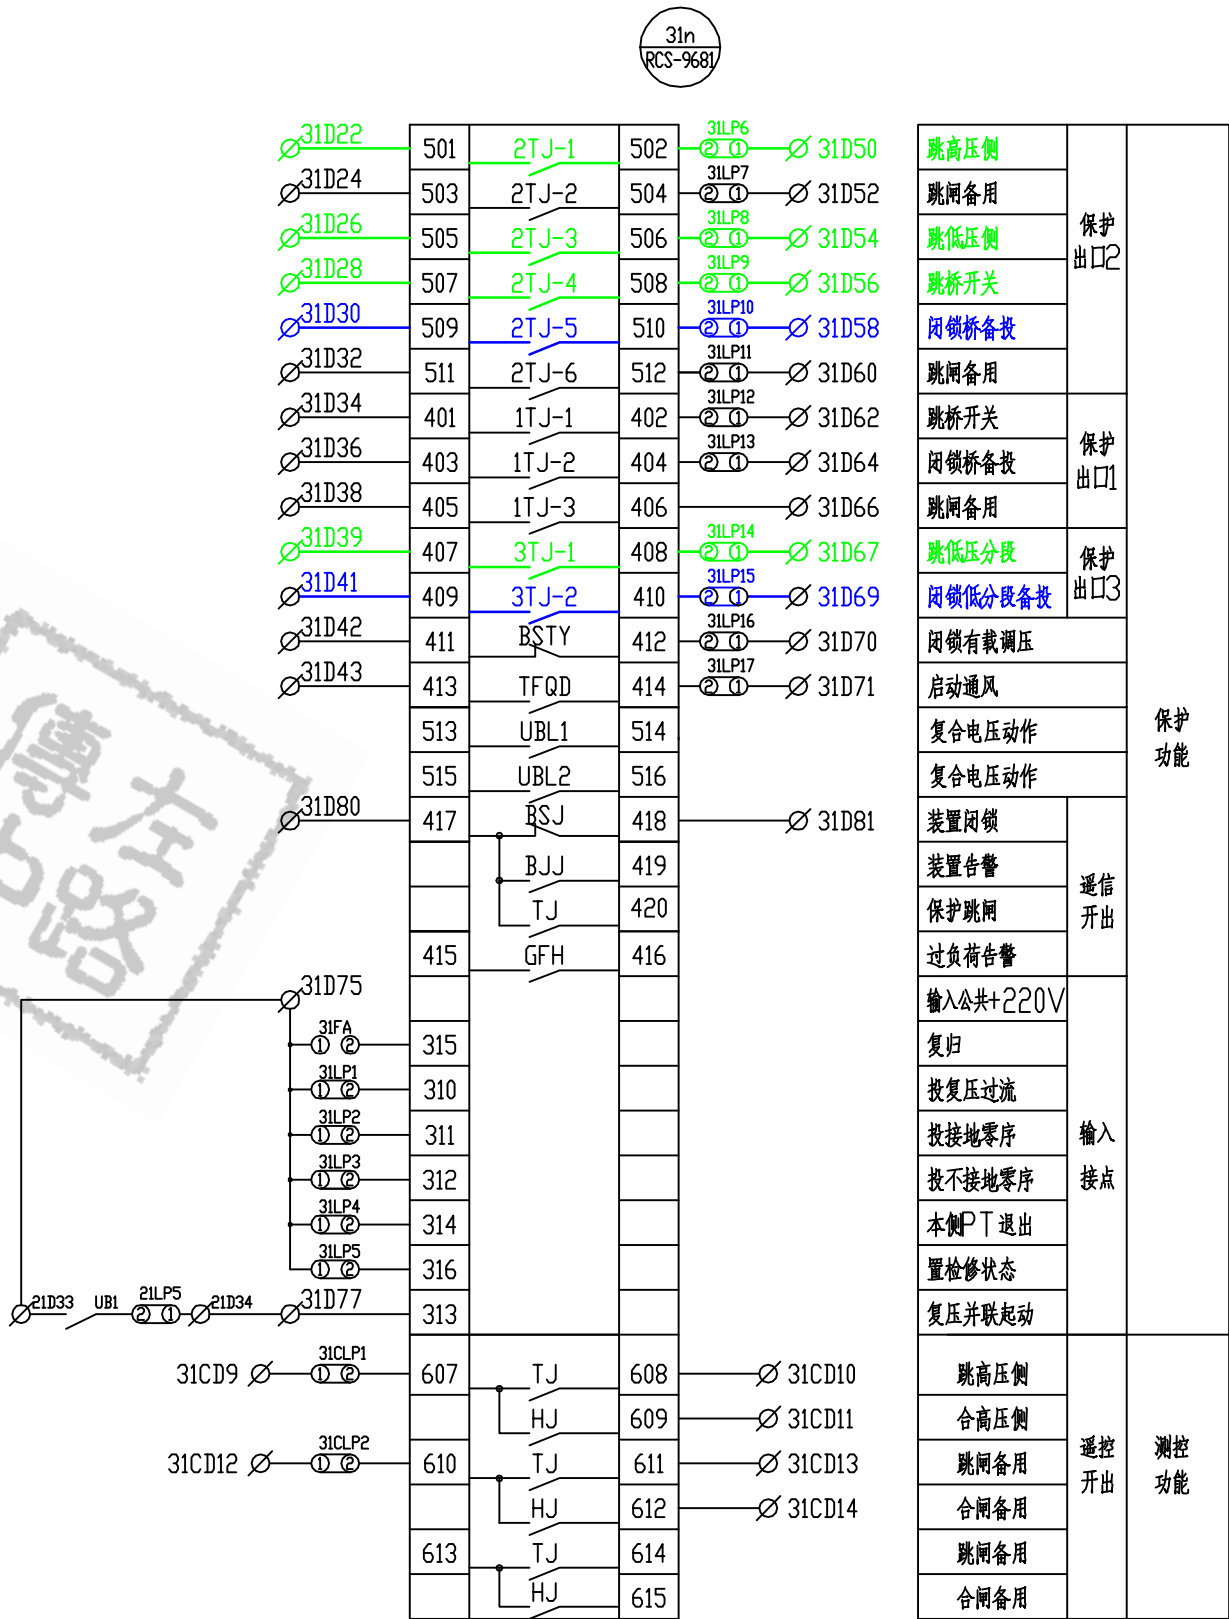 31n
RCS-9681
31D22 501 2TJ-1 502 31LP6 ② ① 31D50 跳高压侧
31D24 503 2TJ-2 504 31LP7 ② ① 31D52 跳闸备用
31D26 505 2TJ-3 506 31LP8 ② ① 31D54 跳低压侧
31D28 507 2TJ-4 508 31LP9 ② ① 31D56 跳桥开关
31D30 509 2TJ-5 510 31LP10 ② ① 31D58 闭锁桥备投
31D32 511 2TJ-6 512 31LP11 ② ① 31D60 跳闸备用
保护
出口2
31D34 401 1TJ-1 402 31LP12 ② ① 31D62 跳桥开关
31D36 403 1TJ-2 404 31LP13 ② ① 31D64 闭锁桥备投
31D38 405 1TJ-3 406 31D66 跳闸备用
保护
出口1
31D39 407 3TJ-1 408 31LP14 ② ① 31D67 跳低压分段
31D41 409 3TJ-2 410 31LP15 ② ① 31D69 闭锁低分段备投
保护
出口3
31D42 411 BSTY 412 31LP16 ② ① 31D70 闭锁有载调压
31D43 413 TFQD 414 31LP17 ② ① 31D71 启动通风
513 UBL1 514 复合电压动作
515 UBL2 516 复合电压动作
31D80 417 BSJ 418 31D81 装置闭锁
BJJ 419 装置告警
TJ 420 保护跳闸
415 GFH 416 过负荷告警
遥信
开出
31D75 输入公共+220V
31FA ① ② 315 复归
31LP1 ① ② 310 投复压过流
31LP2 ① ② 311 投接地零序
31LP3 ① ② 312 投不接地零序
31LP4 ① ② 314 本侧PT退出
31LP5 ① ② 316 置检修状态
21D33 UB1 21LP5 ② ① 21D34 31D77 313 复压并联起动
输入
接点
保护
功能
31CD9 31CLP1 ① ② 607 TJ 608 31CD10 跳高压侧
HJ 609 31CD11 合高压侧
31CD12 31CLP2 ① ② 610 TJ 611 31CD13 跳闸备用
HJ 612 31CD14 合闸备用
613 TJ 614 跳闸备用
HJ 615 合闸备用
遥控
开出
测控
功能
傳左
路